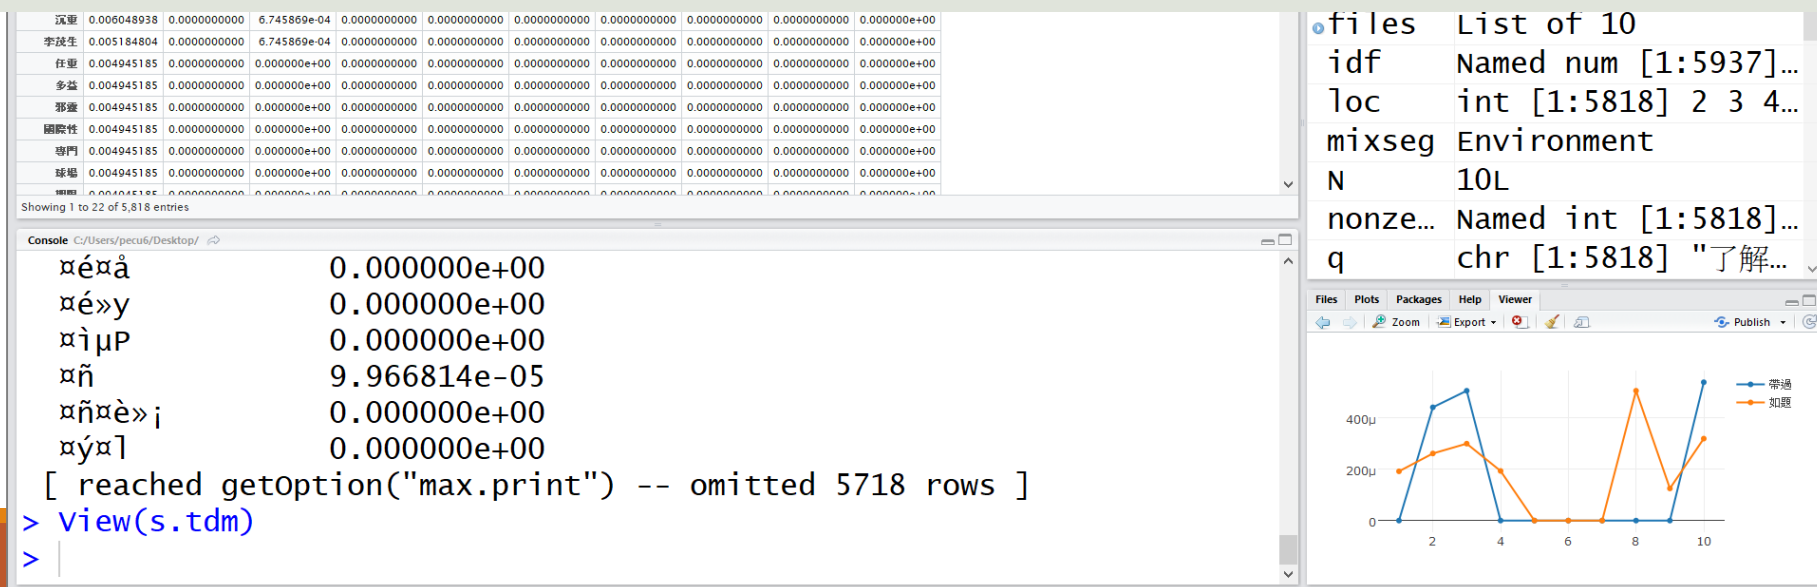 沉重 0.006048938 0.0000000000 6.745869e-04 0.0000000000 0.0000000000 0.0000000000 0.0000000000 0.0000000000 0.0000000000 0.000000e+00
李茂生 0.005184804 0.0000000000 6.745869e-04 0.0000000000 0.0000000000 0.0000000000 0.0000000000 0.0000000000 0.0000000000 0.000000e+00
任重 0.004945185 0.0000000000 0.000000e+00 0.0000000000 0.0000000000 0.0000000000 0.0000000000 0.0000000000 0.0000000000 0.000000e+00
多益 0.004945185 0.0000000000 0.000000e+00 0.0000000000 0.0000000000 0.0000000000 0.0000000000 0.0000000000 0.0000000000 0.000000e+00
邪靈 0.004945185 0.0000000000 0.000000e+00 0.0000000000 0.0000000000 0.0000000000 0.0000000000 0.0000000000 0.0000000000 0.000000e+00
國際性 0.004945185 0.0000000000 0.000000e+00 0.0000000000 0.0000000000 0.0000000000 0.0000000000 0.0000000000 0.0000000000 0.000000e+00
專門 0.004945185 0.0000000000 0.000000e+00 0.0000000000 0.0000000000 0.0000000000 0.0000000000 0.0000000000 0.0000000000 0.000000e+00
球場 0.004945185 0.0000000000 0.000000e+00 0.0000000000 0.0000000000 0.0000000000 0.0000000000 0.0000000000 0.0000000000 0.000000e+00
Showing 1 to 22 of 5,818 entries
Console C:/Users/pecu6/Desktop/
¤é¤å 0.000000e+00
¤é»y 0.000000e+00
¤ìµP 0.000000e+00
¤ñ 9.966814e-05
¤ñ¤è»¡ 0.000000e+00
¤ý¤l 0.000000e+00
[ reached getOption("max.print") -- omitted 5718 rows ]
> View(s.tdm)
>
files List of 10
idf Named num [1:5937]...
loc int [1:5818] 2 3 4...
mixseg Environment
N 10L
nonze... Named int [1:5818]...
q chr [1:5818] "了解...
Files Plots Packages Help Viewer
Zoom Export Publish
帶過
如題
400μ
200μ
0
2 4 6 8 10